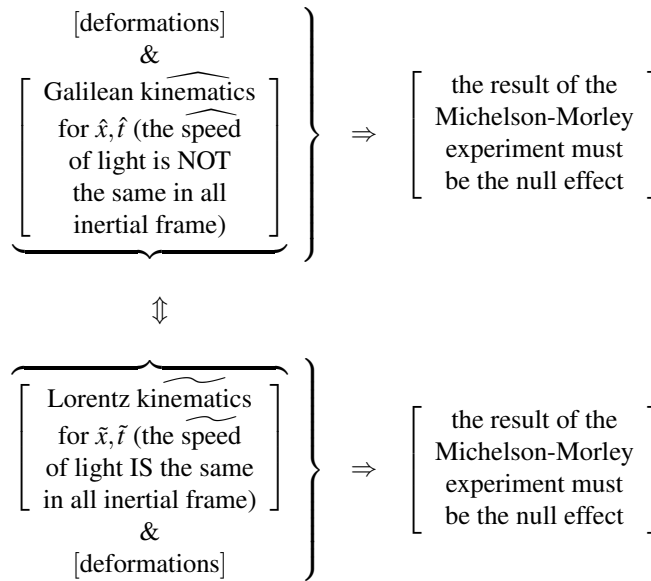 [deformations]
&
Galilean kinematics
for x̂, t̂ (the speed
of light is NOT
the same in all
inertial frame)
⇒
the result of the
Michelson-Morley
experiment must
be the null effect
⇕
Lorentz kinematics
for x̃, t̃ (the speed
of light IS the same
in all inertial frame)
&
[deformations]
⇒
the result of the
Michelson-Morley
experiment must
be the null effect